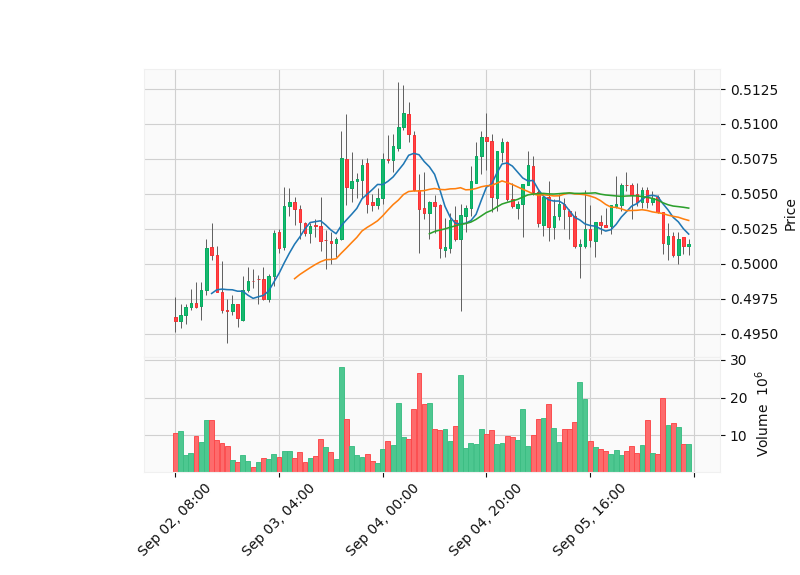 0.5125
0.5100
0.5075
0.5050
0.5025
0.5000
0.4975
0.4950
Price
30
20
10
Volume 10⁶
Sep 02, 08:00
Sep 03, 04:00
Sep 04, 00:00
Sep 04, 20:00
Sep 05, 16:00